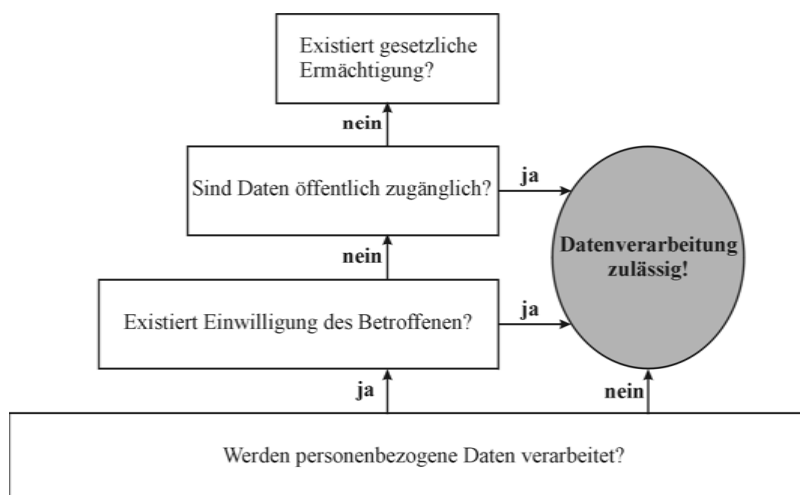 Existiert gesetzliche
Ermächtigung?
nein
Sind Daten öffentlich zugänglich?
ja
Datenverarbeitung
zulässig!
nein
Existiert Einwilligung des Betroffenen?
ja
ja
nein
Werden personenbezogene Daten verarbeitet?